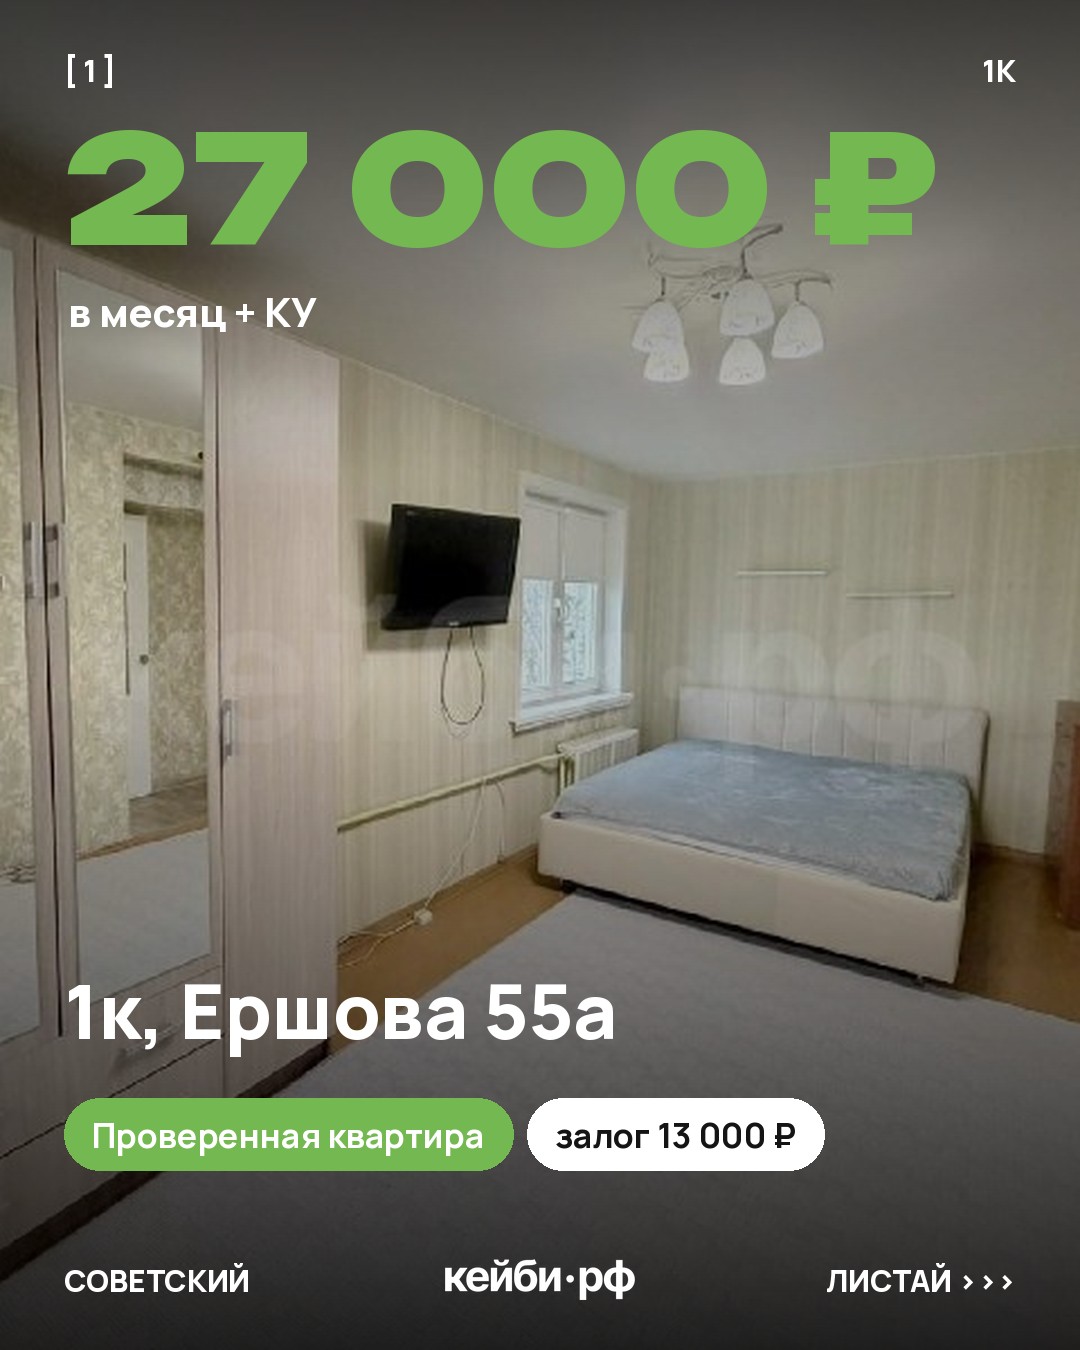 [ 1 ]
1К
27 000 ₽
в месяц + КУ
1к, Ершова 55а
Проверенная квартира
залог 13 000 ₽
СОВЕТСКИЙ
кейби·рф
ЛИСТАЙ >>>